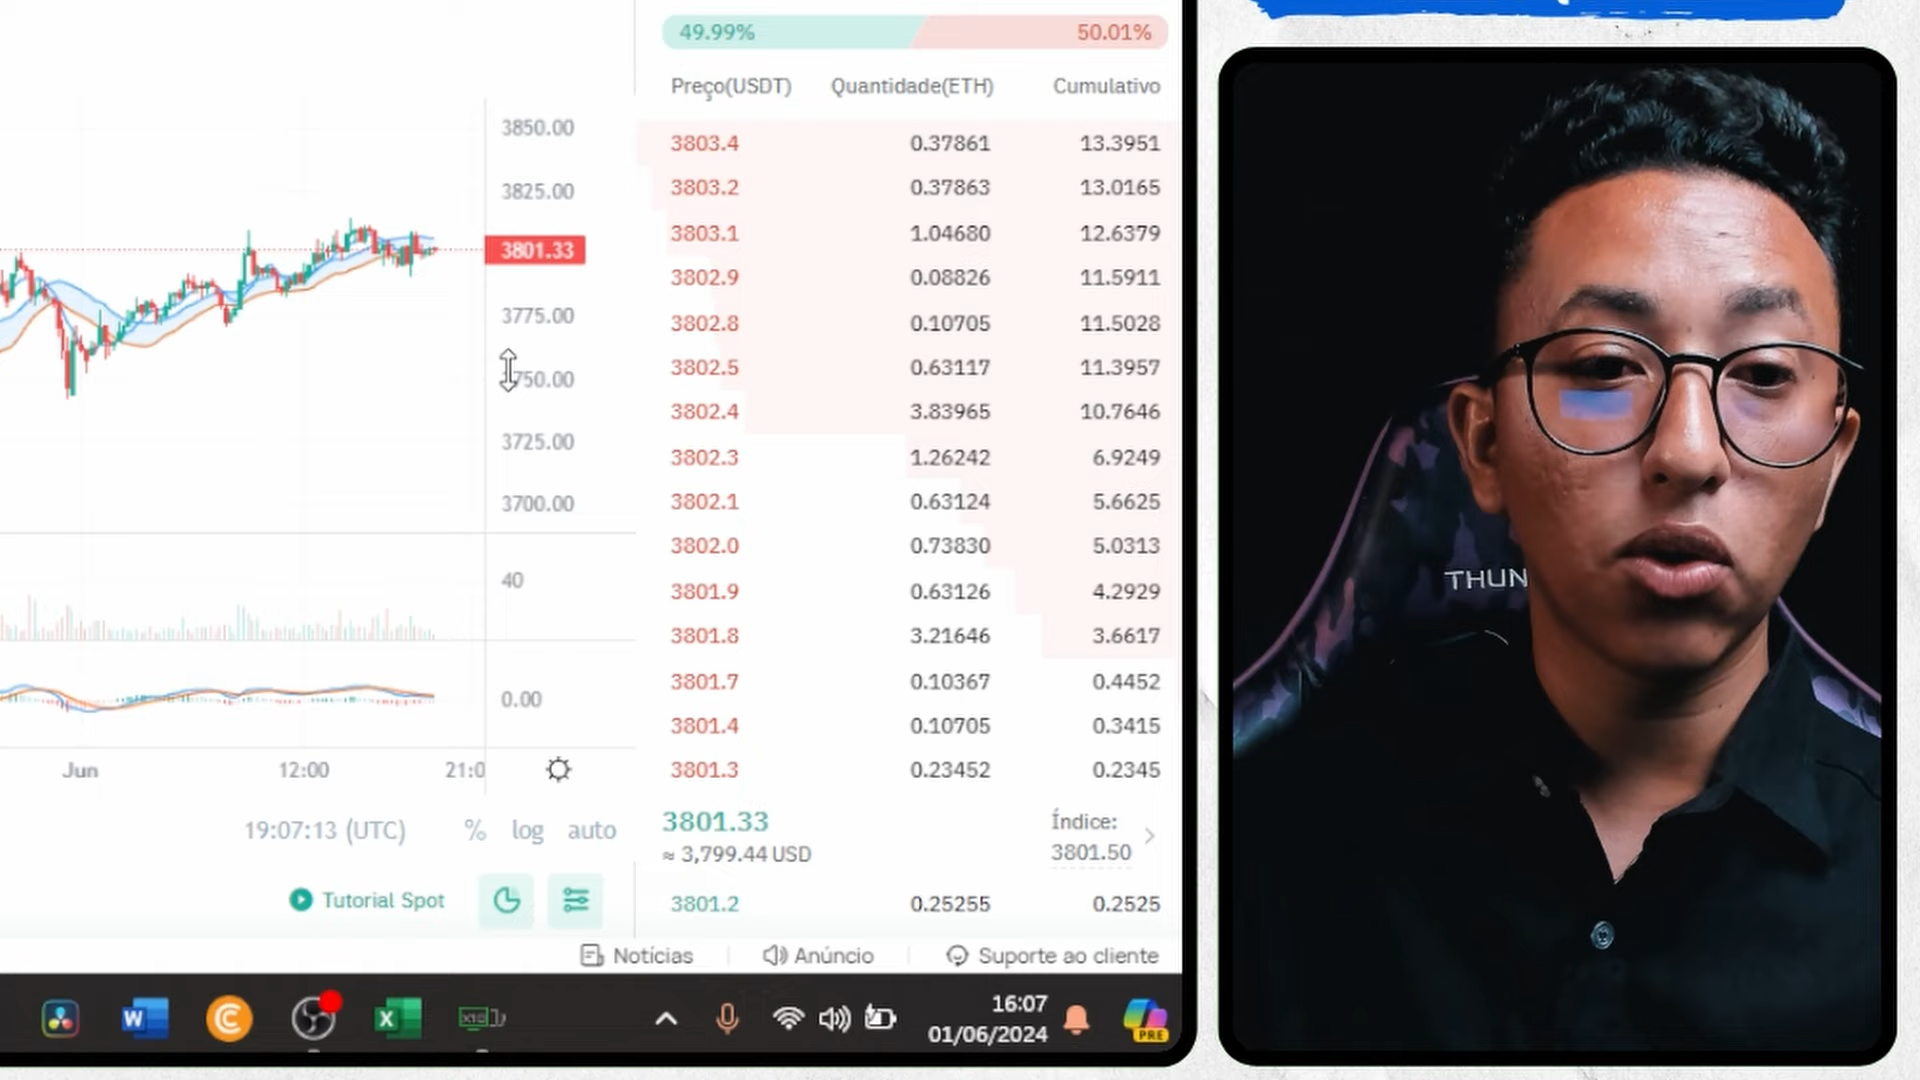 49.99% 50.01%
Preço(USDT) Quantidade(ETH) Cumulativo
3850.00
3825.00
3801.33
3775.00
3750.00
3725.00
3700.00
40
0.00
Jun 12:00 21:0
19:07:13 (UTC) % log auto
Tutorial Spot
3803.4 0.37861 13.3951
3803.2 0.37863 13.0165
3803.1 1.04680 12.6379
3802.9 0.08826 11.5911
3802.8 0.10705 11.5028
3802.5 0.63117 11.3957
3802.4 3.83965 10.7646
3802.3 1.26242 6.9249
3802.1 0.63124 5.6625
3802.0 0.73830 5.0313
3801.9 0.63126 4.2929
3801.8 3.21646 3.6617
3801.7 0.10367 0.4452
3801.4 0.10705 0.3415
3801.3 0.23452 0.2345
3801.33 Índice:
≈ 3,799.44 USD 3801.50
3801.2 0.25255 0.2525
Notícias Anúncio Suporte ao cliente
16:07
01/06/2024
PRE
THUN